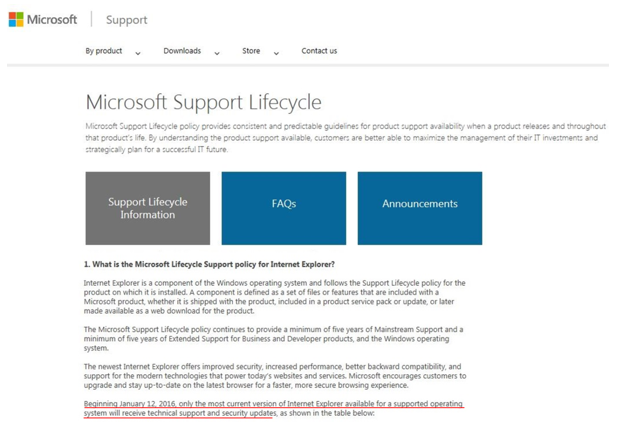 Microsoft | Support
By product Downloads Store Contact us
Microsoft Support Lifecycle
Microsoft Support Lifecycle policy provides consistent and predictable guidelines for product support availability when a product releases and throughout
that product's life. By understanding the product support available, customers are better able to maximize the management of their IT investments and
strategically plan for a successful IT future.
Support Lifecycle
Information
FAQs
Announcements
1. What is the Microsoft Lifecycle Support policy for Internet Explorer?
Internet Explorer is a component of the Windows operating system and follows the Support Lifecycle policy for the
product on which it is installed. A component is defined as a set of files or features that are included with a
Microsoft product, whether it is shipped with the product, included in a product service pack or update, or later
made available as a web download for the product.
The Microsoft Support Lifecycle policy continues to provide a minimum of five years of Mainstream Support and a
minimum of five years of Extended Support for Business and Developer products, and the Windows operating
system.
The newest Internet Explorer offers improved security, increased performance, better backward compatibility, and
support for the modern technologies that power today's websites and services. Microsoft encourages customers to
upgrade and stay up-to-date on the latest browser for a faster, more secure browsing experience.
Beginning January 12, 2016, only the most current version of Internet Explorer available for a supported operating
system will receive technical support and security updates, as shown in the table below: